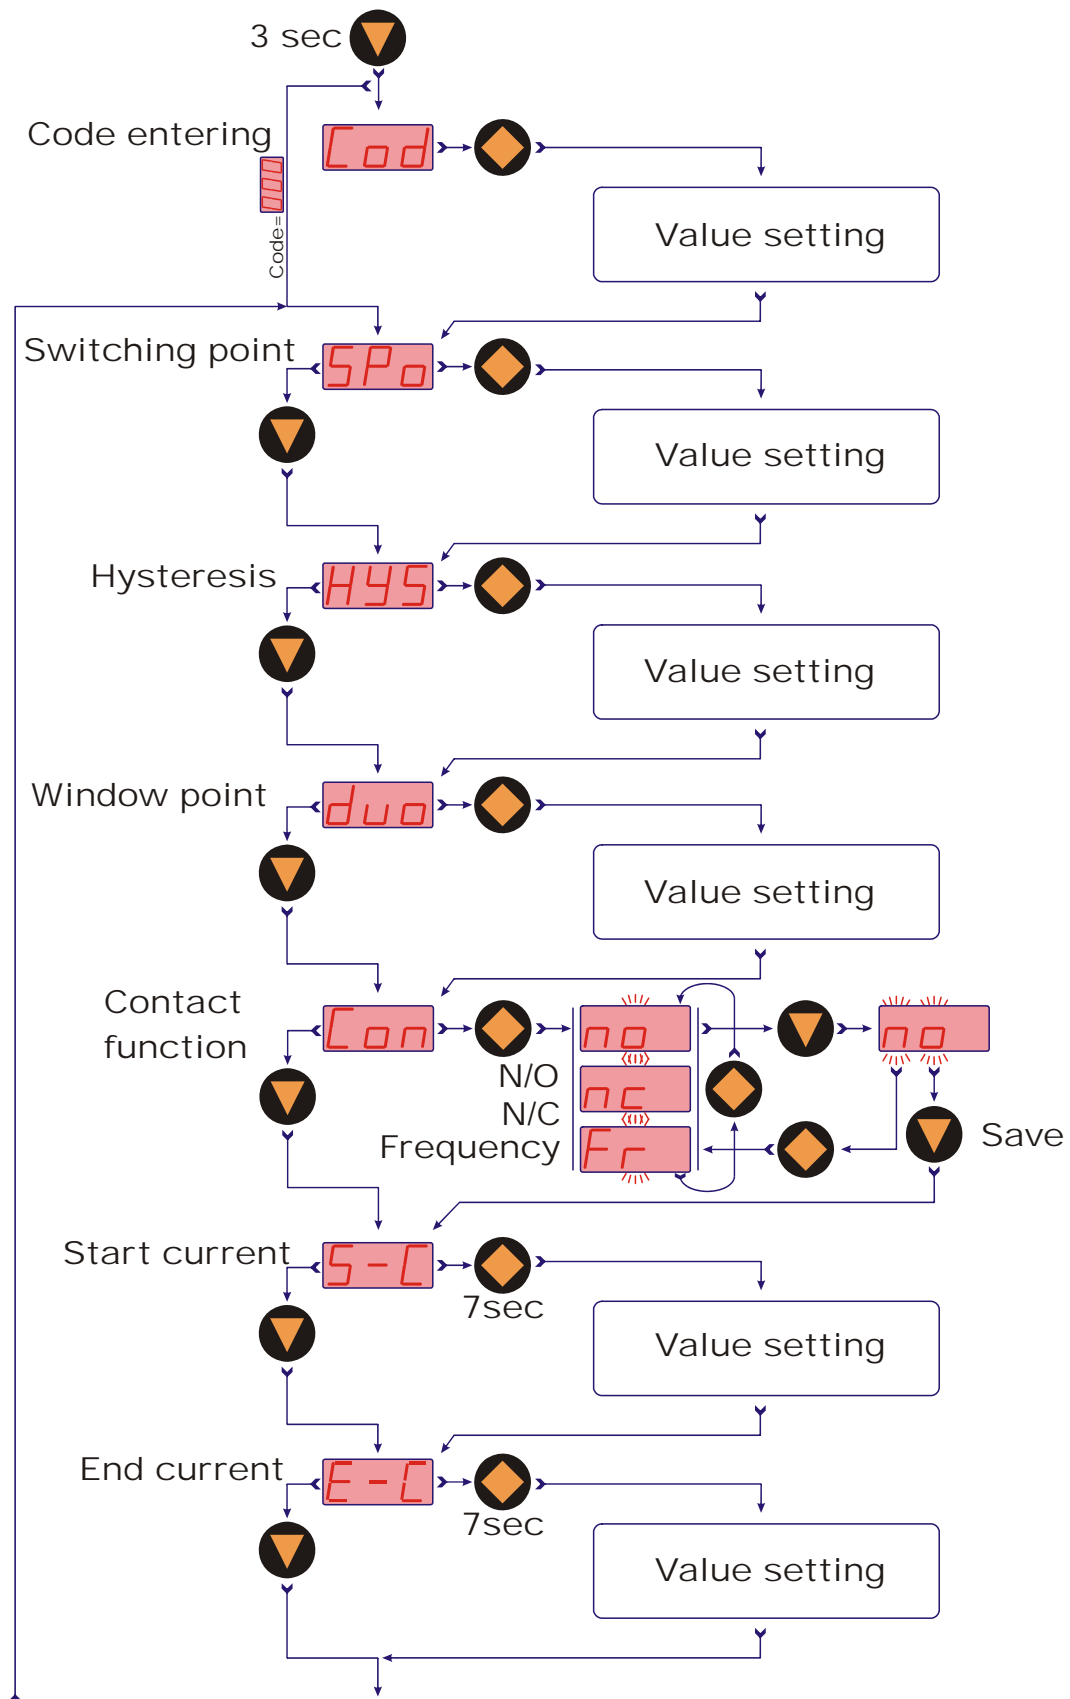 3 sec
Code entering
Cod
Code=000
Value setting
Switching point
SPo
Value setting
Hysteresis
HYS
Value setting
Window point
duo
Value setting
Contact
function
Con
no
no
N/O
nc
N/C
Frequency
Fr
Save
Start current
S-C
7sec
Value setting
End current
E-C
7sec
Value setting